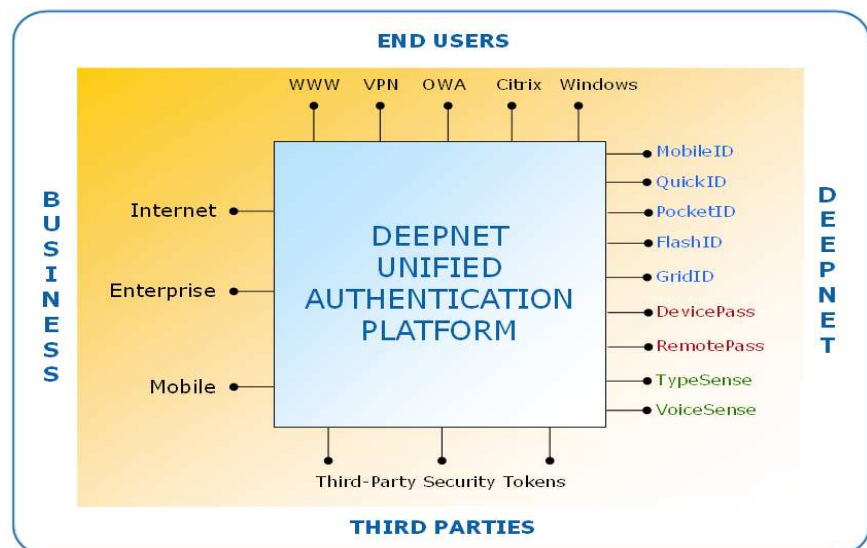 END USERS
WWW VPN OWA Citrix Windows
BUSINESS
Internet
Enterprise
Mobile
DEEPNET
UNIFIED
AUTHENTICATION
PLATFORM
MobileID
QuickID
PocketID
FlashID
GridID
DevicePass
RemotePass
TypeSense
VoiceSense
DEEPNET
Third-Party Security Tokens
THIRD PARTIES